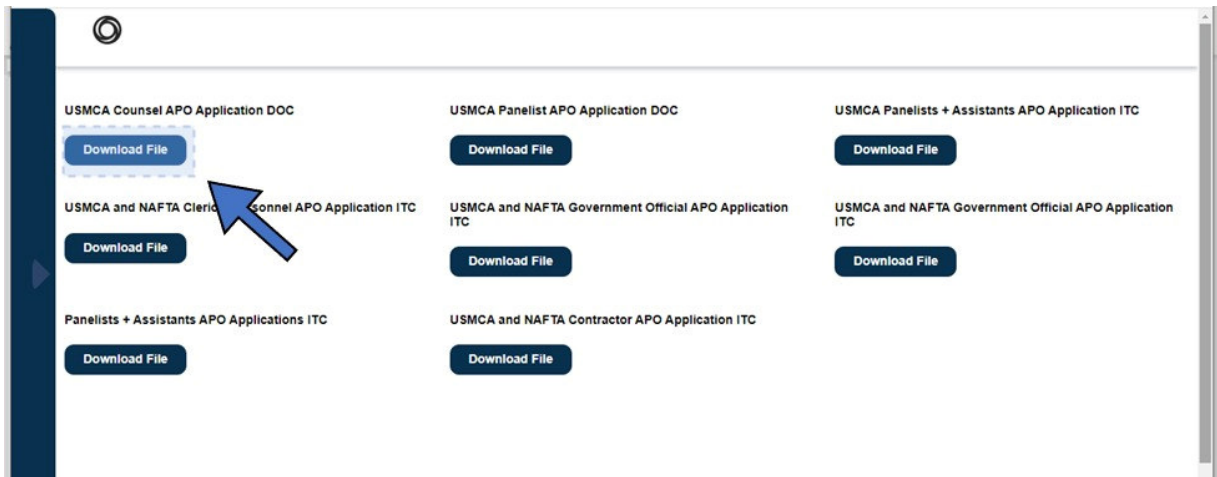 USMCA Counsel APO Application DOC
Download File
USMCA Panelist APO Application DOC
Download File
USMCA Panelists + Assistants APO Application ITC
Download File
USMCA and NAFTA Cleric sonnel APO Application ITC
Download File
USMCA and NAFTA Government Official APO Application
ITC
Download File
USMCA and NAFTA Government Official APO Application
ITC
Download File
Panelists + Assistants APO Applications ITC
Download File
USMCA and NAFTA Contractor APO Application ITC
Download File